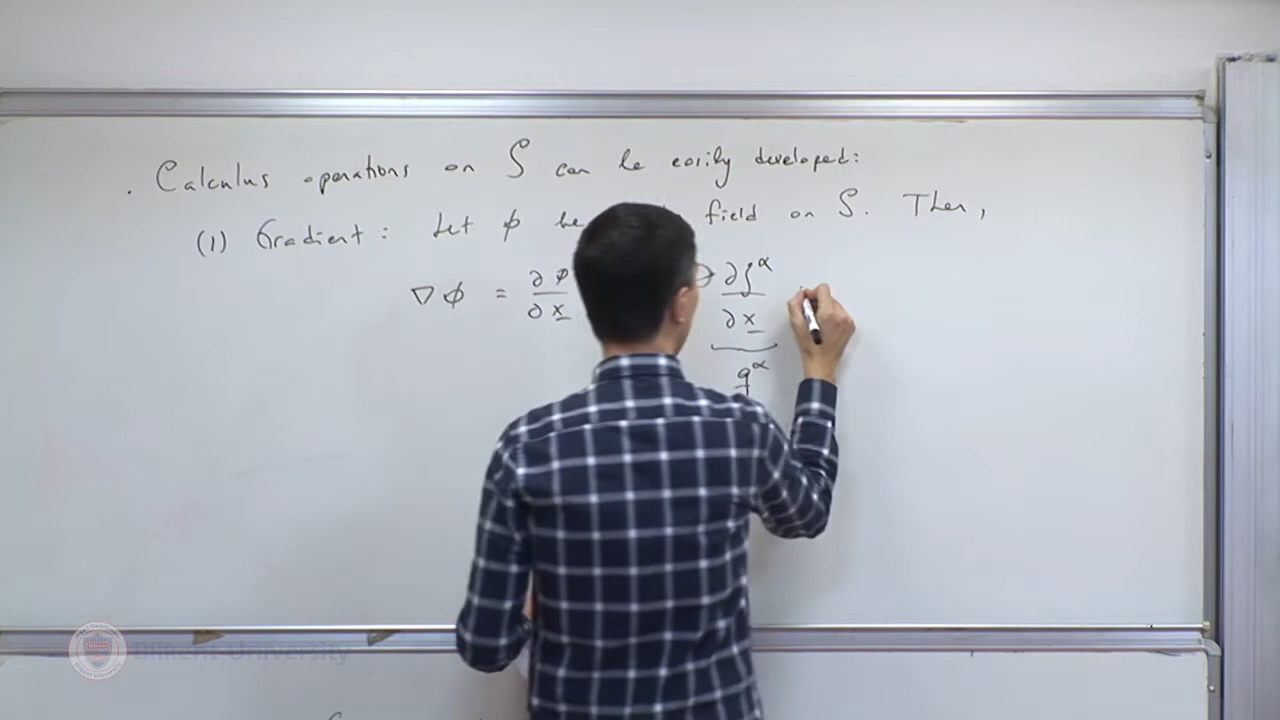 . Calculus operations on S can be easily developed:
(1) Gradient: Let ϕ be field on S. Then,
∇ϕ = ∂ϕ/∂x ∂ζ^α/∂x
g^α
Bilkent University